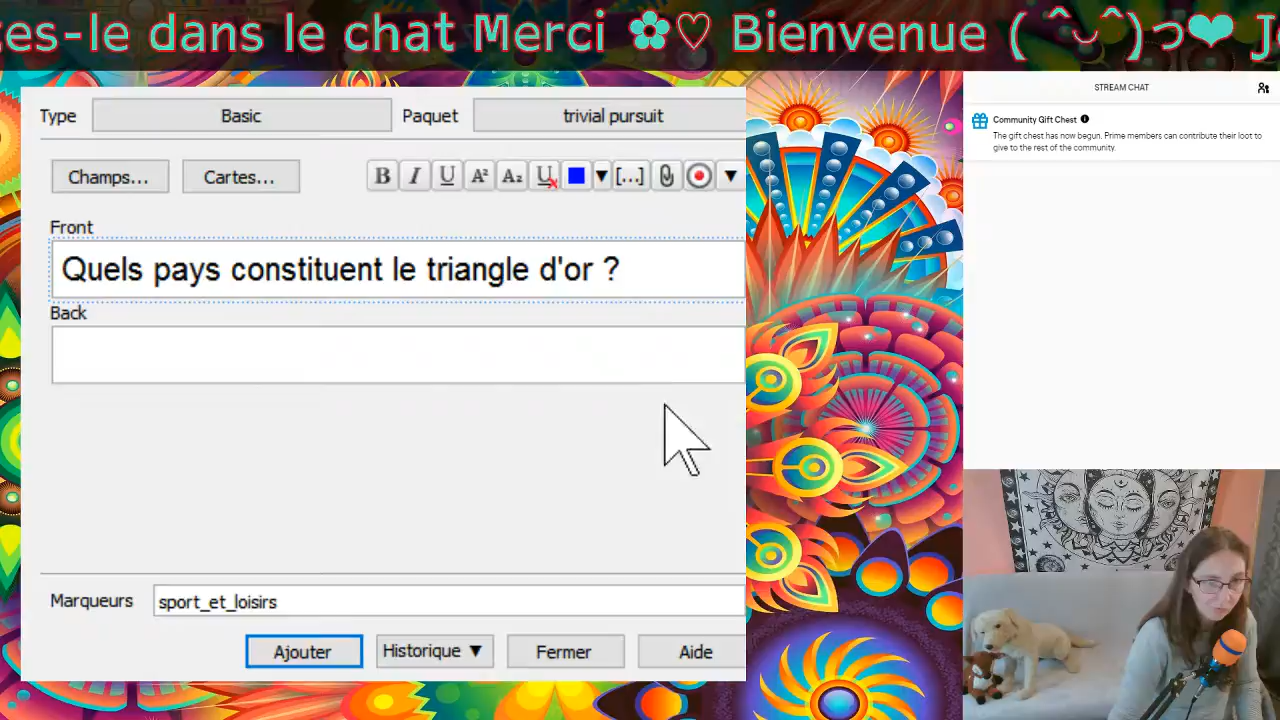 es-le dans le chat Merci ✿♡ Bienvenue ( ˆ⌣ˆ)っ❤ J
Type Basic Paquet trivial pursuit
Champs... Cartes... B I U A² A₂ U [...]
Front
Quels pays constituent le triangle d'or ?
Back
Marqueurs sport_et_loisirs
Ajouter Historique ▼ Fermer Aide
STREAM CHAT
Community Gift Chest
The gift chest has now begun. Prime members can contribute their loot to
give to the rest of the community.